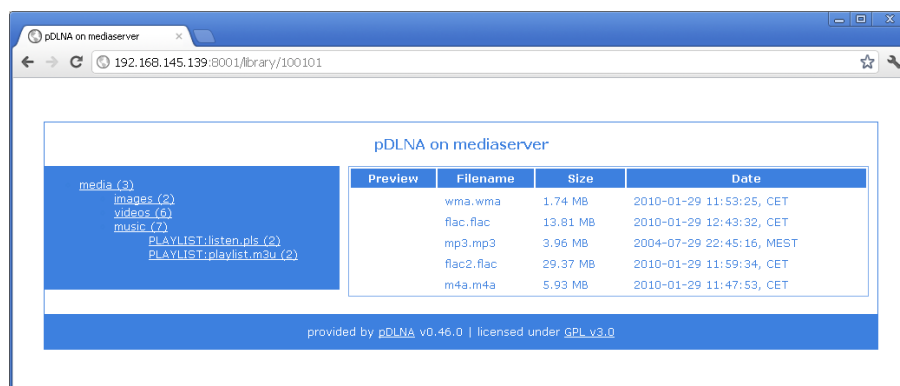 pDLNA on mediaserver
192.168.145.139:8001/library/100101
pDLNA on mediaserver
media (3)
images (2)
videos (6)
music (7)
PLAYLIST:listen.pls (2)
PLAYLIST:playlist.m3u (2)
Preview Filename Size Date
wma.wma 1.74 MB 2010-01-29 11:53:25, CET
flac.flac 13.81 MB 2010-01-29 12:43:32, CET
mp3.mp3 3.96 MB 2004-07-29 22:45:16, MEST
flac2.flac 29.37 MB 2010-01-29 11:59:34, CET
m4a.m4a 5.93 MB 2010-01-29 11:47:53, CET
provided by pDLNA v0.46.0 | licensed under GPL v3.0